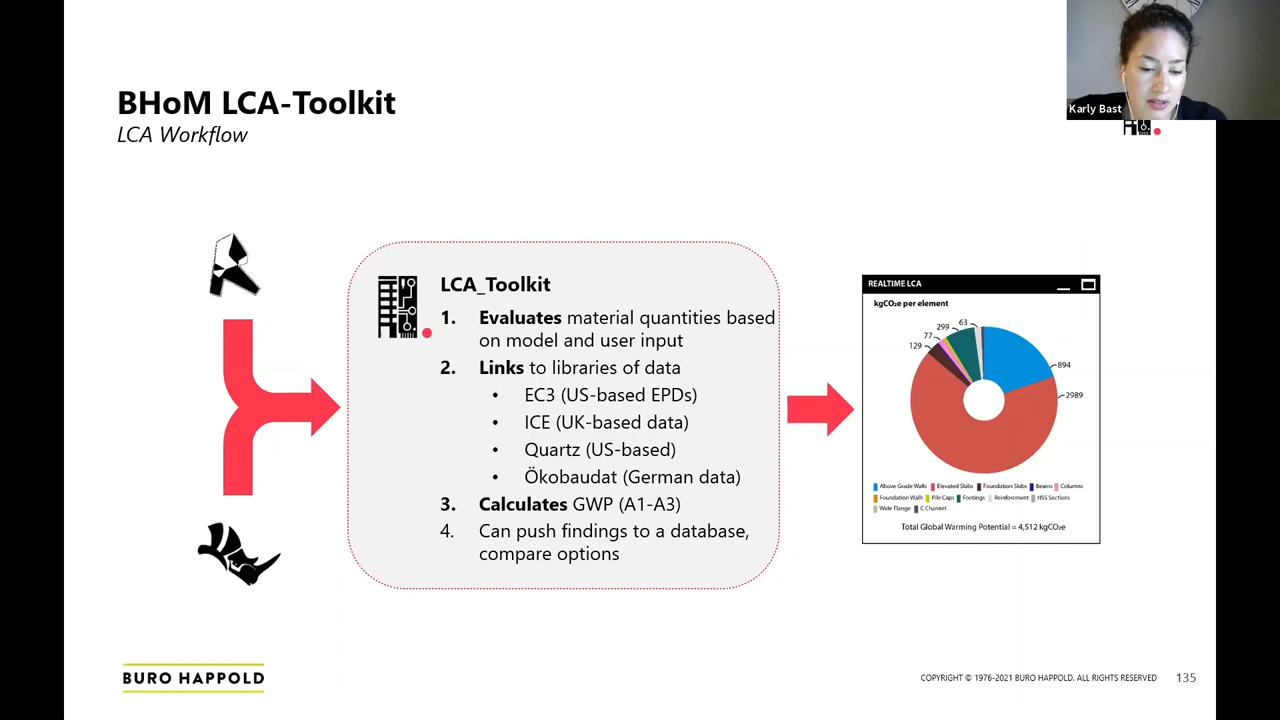 BHoM LCA-Toolkit
LCA Workflow
Karly Bast
LCA_Toolkit
1. Evaluates material quantities based
on model and user input
2. Links to libraries of data
• EC3 (US-based EPDs)
• ICE (UK-based data)
• Quartz (US-based)
• Ökobaudat (German data)
3. Calculates GWP (A1-A3)
4. Can push findings to a database,
compare options
REALTIME LCA
kgCO₂e per element
63
299
77
129
894
2989
Above Grade Walls Elevated Slabs Foundation Slabs Beams Columns
Foundation Walls Pile Caps Footings Reinforcement HSS Sections
Wide Flange C Channel
Total Global Warming Potential = 4,512 kgCO₂e
BURO HAPPOLD
COPYRIGHT © 1976-2021 BURO HAPPOLD. ALL RIGHTS RESERVED 135